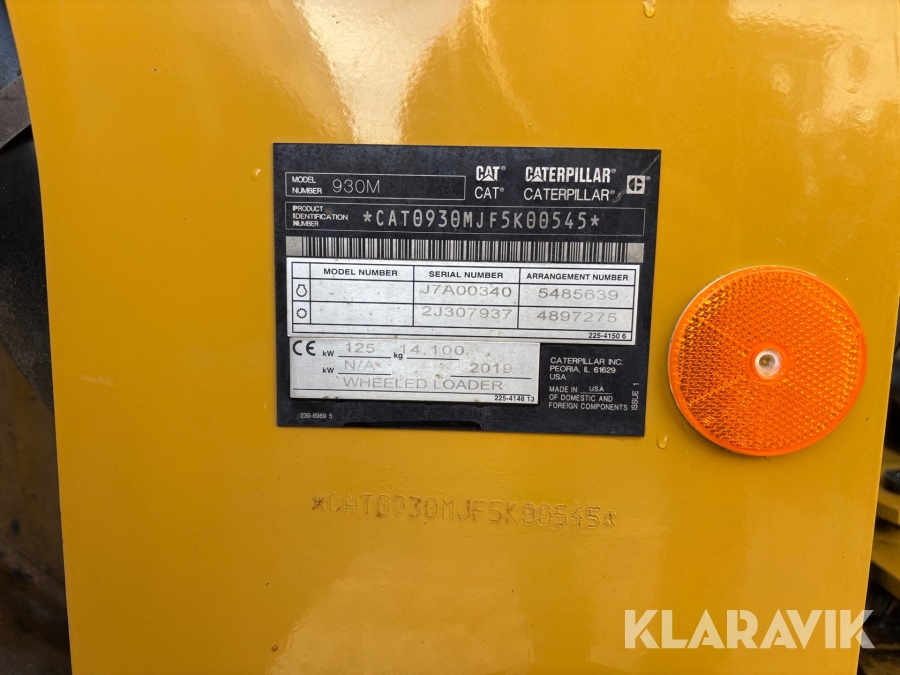 MODEL NUMBER 930M CAT® CATERPILLAR®
CAT® CATERPILLAR®
PRODUCT IDENTIFICATION NUMBER *CAT0930MJF5K00545*
MODEL NUMBER SERIAL NUMBER ARRANGEMENT NUMBER
J7A00340 5485639
2J307937 4897275
225-4150 6
CE kW 125 kg 14,100
kW N/A 2019
WHEELED LOADER
225-4148 13
CATERPILLAR INC.
PEORIA, IL 61629
USA
MADE IN USA
OF DOMESTIC AND
FOREIGN COMPONENTS
ISSUE 1
239-6969 5
*CAT0930MJF5K00545*
KLARAVIK